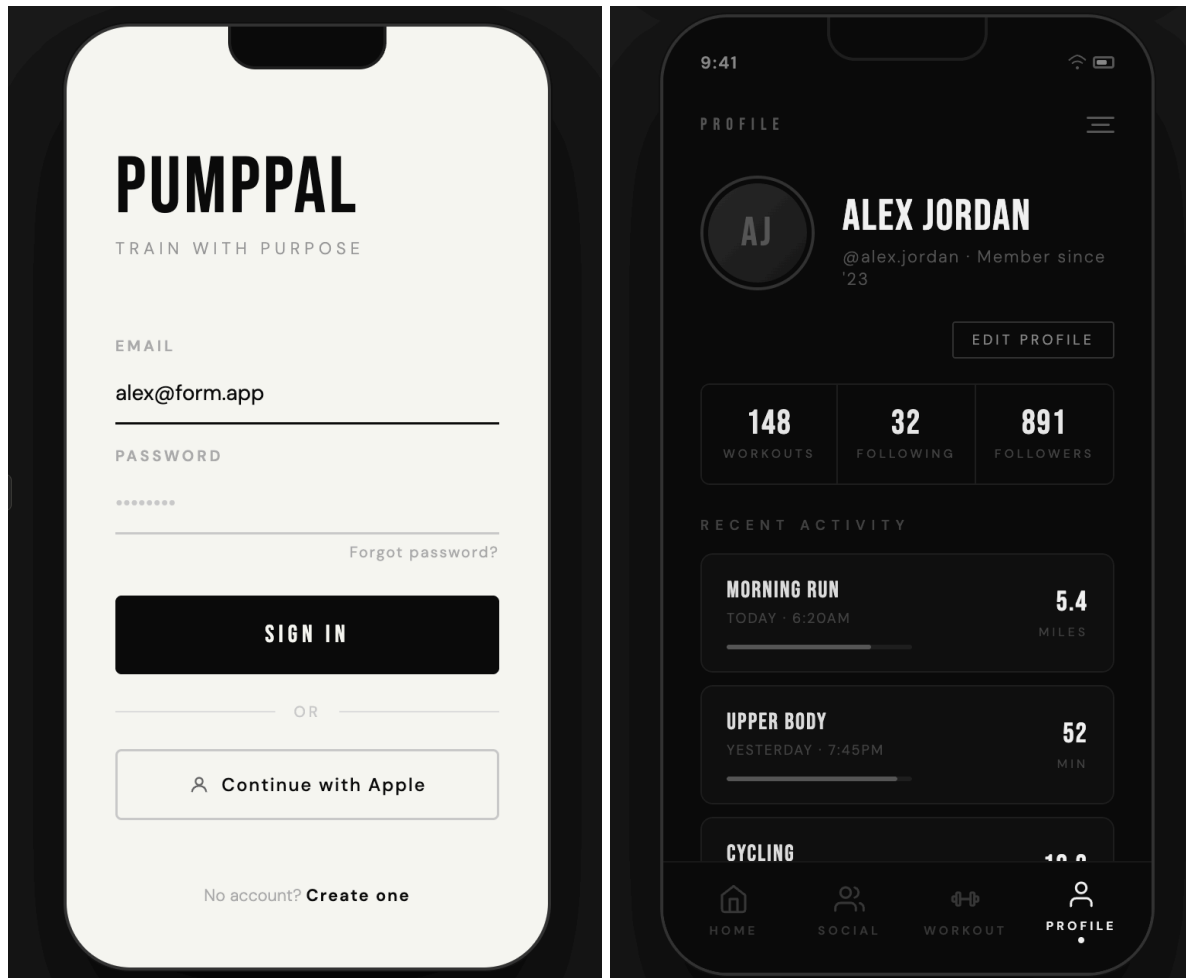 PUMPPAL
TRAIN WITH PURPOSE
EMAIL
alex@form.app
PASSWORD
••••••••
Forgot password?
SIGN IN
OR
Continue with Apple
No account? Create one
9:41
PROFILE
AJ
ALEX JORDAN
@alex.jordan · Member since
'23
EDIT PROFILE
148 32 891
WORKOUTS FOLLOWING FOLLOWERS
RECENT ACTIVITY
MORNING RUN
TODAY · 6:20AM
5.4
MILES
UPPER BODY
YESTERDAY · 7:45PM
52
MIN
CYCLING
HOME SOCIAL WORKOUT PROFILE